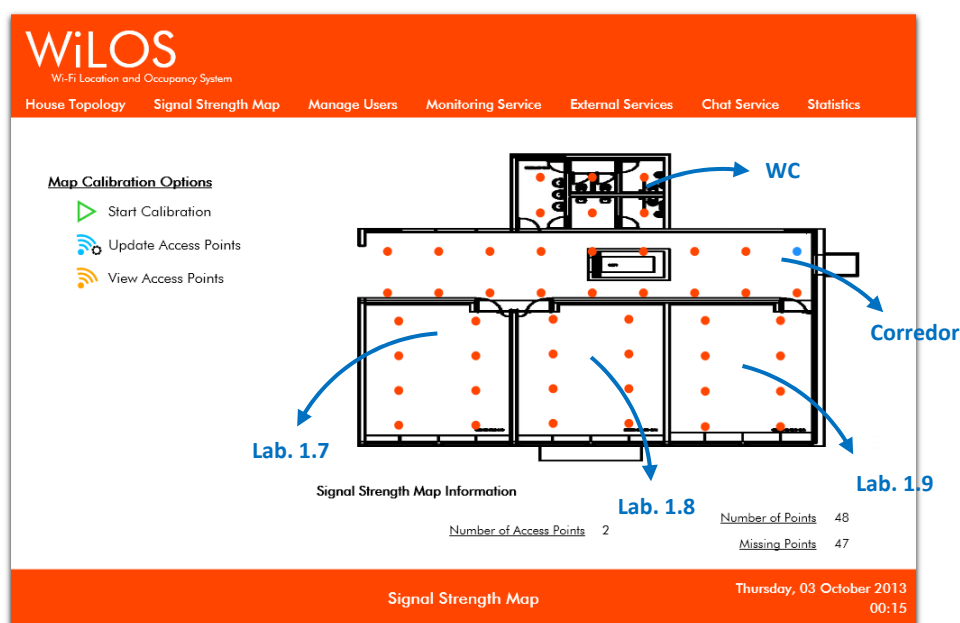 WiLOS
Wi-Fi Location and Occupancy System
House Topology Signal Strength Map Manage Users Monitoring Service External Services Chat Service Statistics
Map Calibration Options
Start Calibration
Update Access Points
View Access Points
WC
Corredor
Lab. 1.7
Lab. 1.8
Lab. 1.9
Signal Strength Map Information
Number of Access Points 2
Number of Points 48
Missing Points 47
Signal Strength Map
Thursday, 03 October 2013
00:15